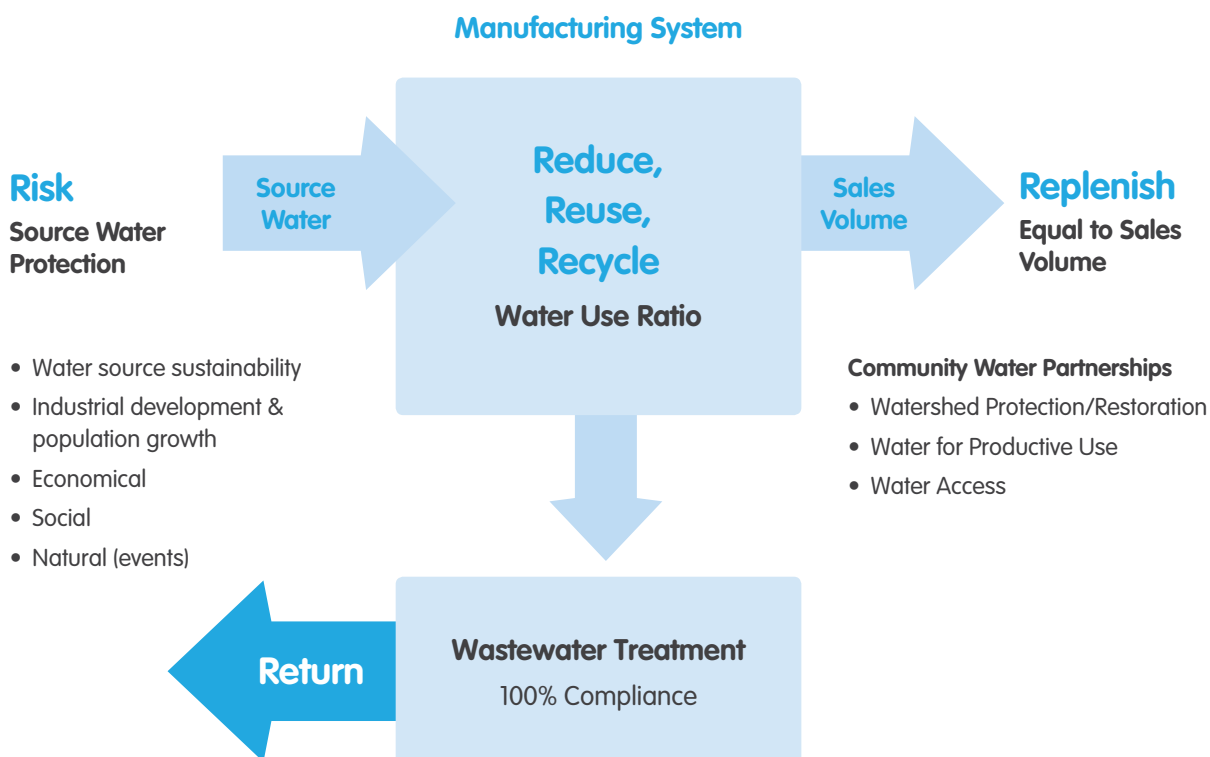 Manufacturing System
Risk
Source Water
Protection
• Water source sustainability
• Industrial development &
population growth
• Economical
• Social
• Natural (events)
Source
Water
Reduce,
Reuse,
Recycle
Water Use Ratio
Sales
Volume
Replenish
Equal to Sales
Volume
Community Water Partnerships
• Watershed Protection/Restoration
• Water for Productive Use
• Water Access
Wastewater Treatment
100% Compliance
Return